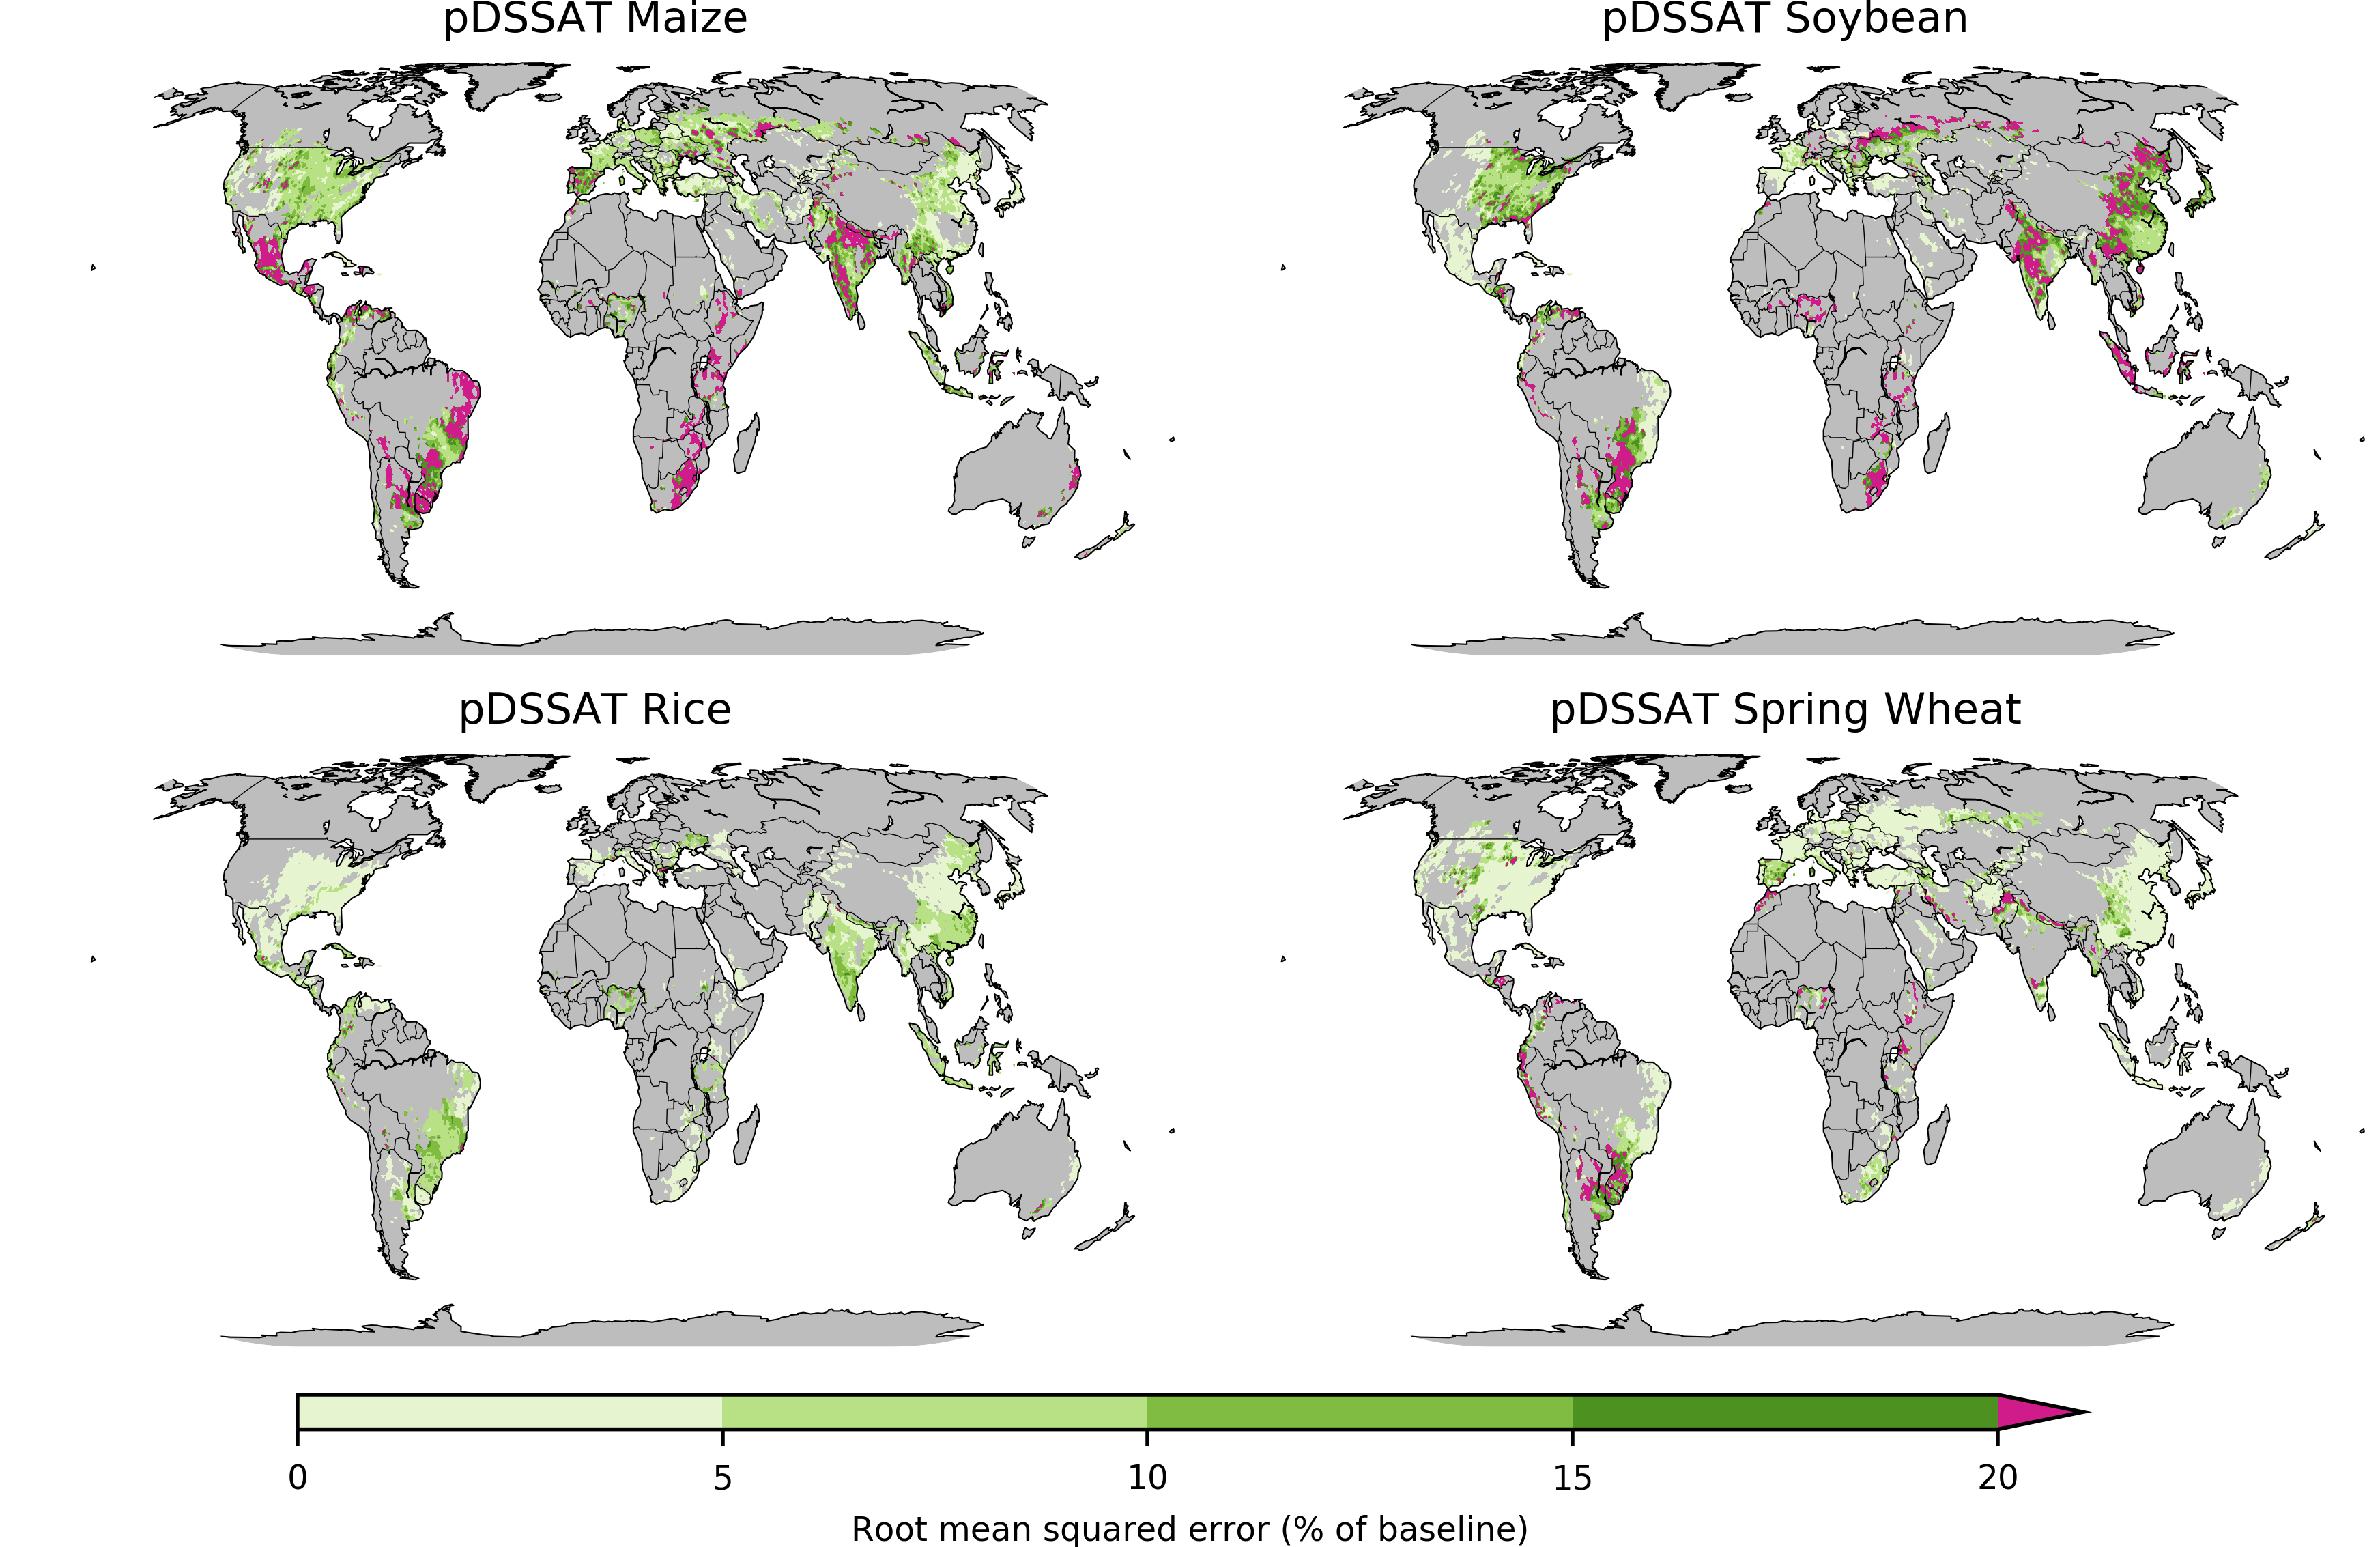 pDSSAT Maize
pDSSAT Soybean
pDSSAT Rice
pDSSAT Spring Wheat
0 5 10 15 20
Root mean squared error (% of baseline)